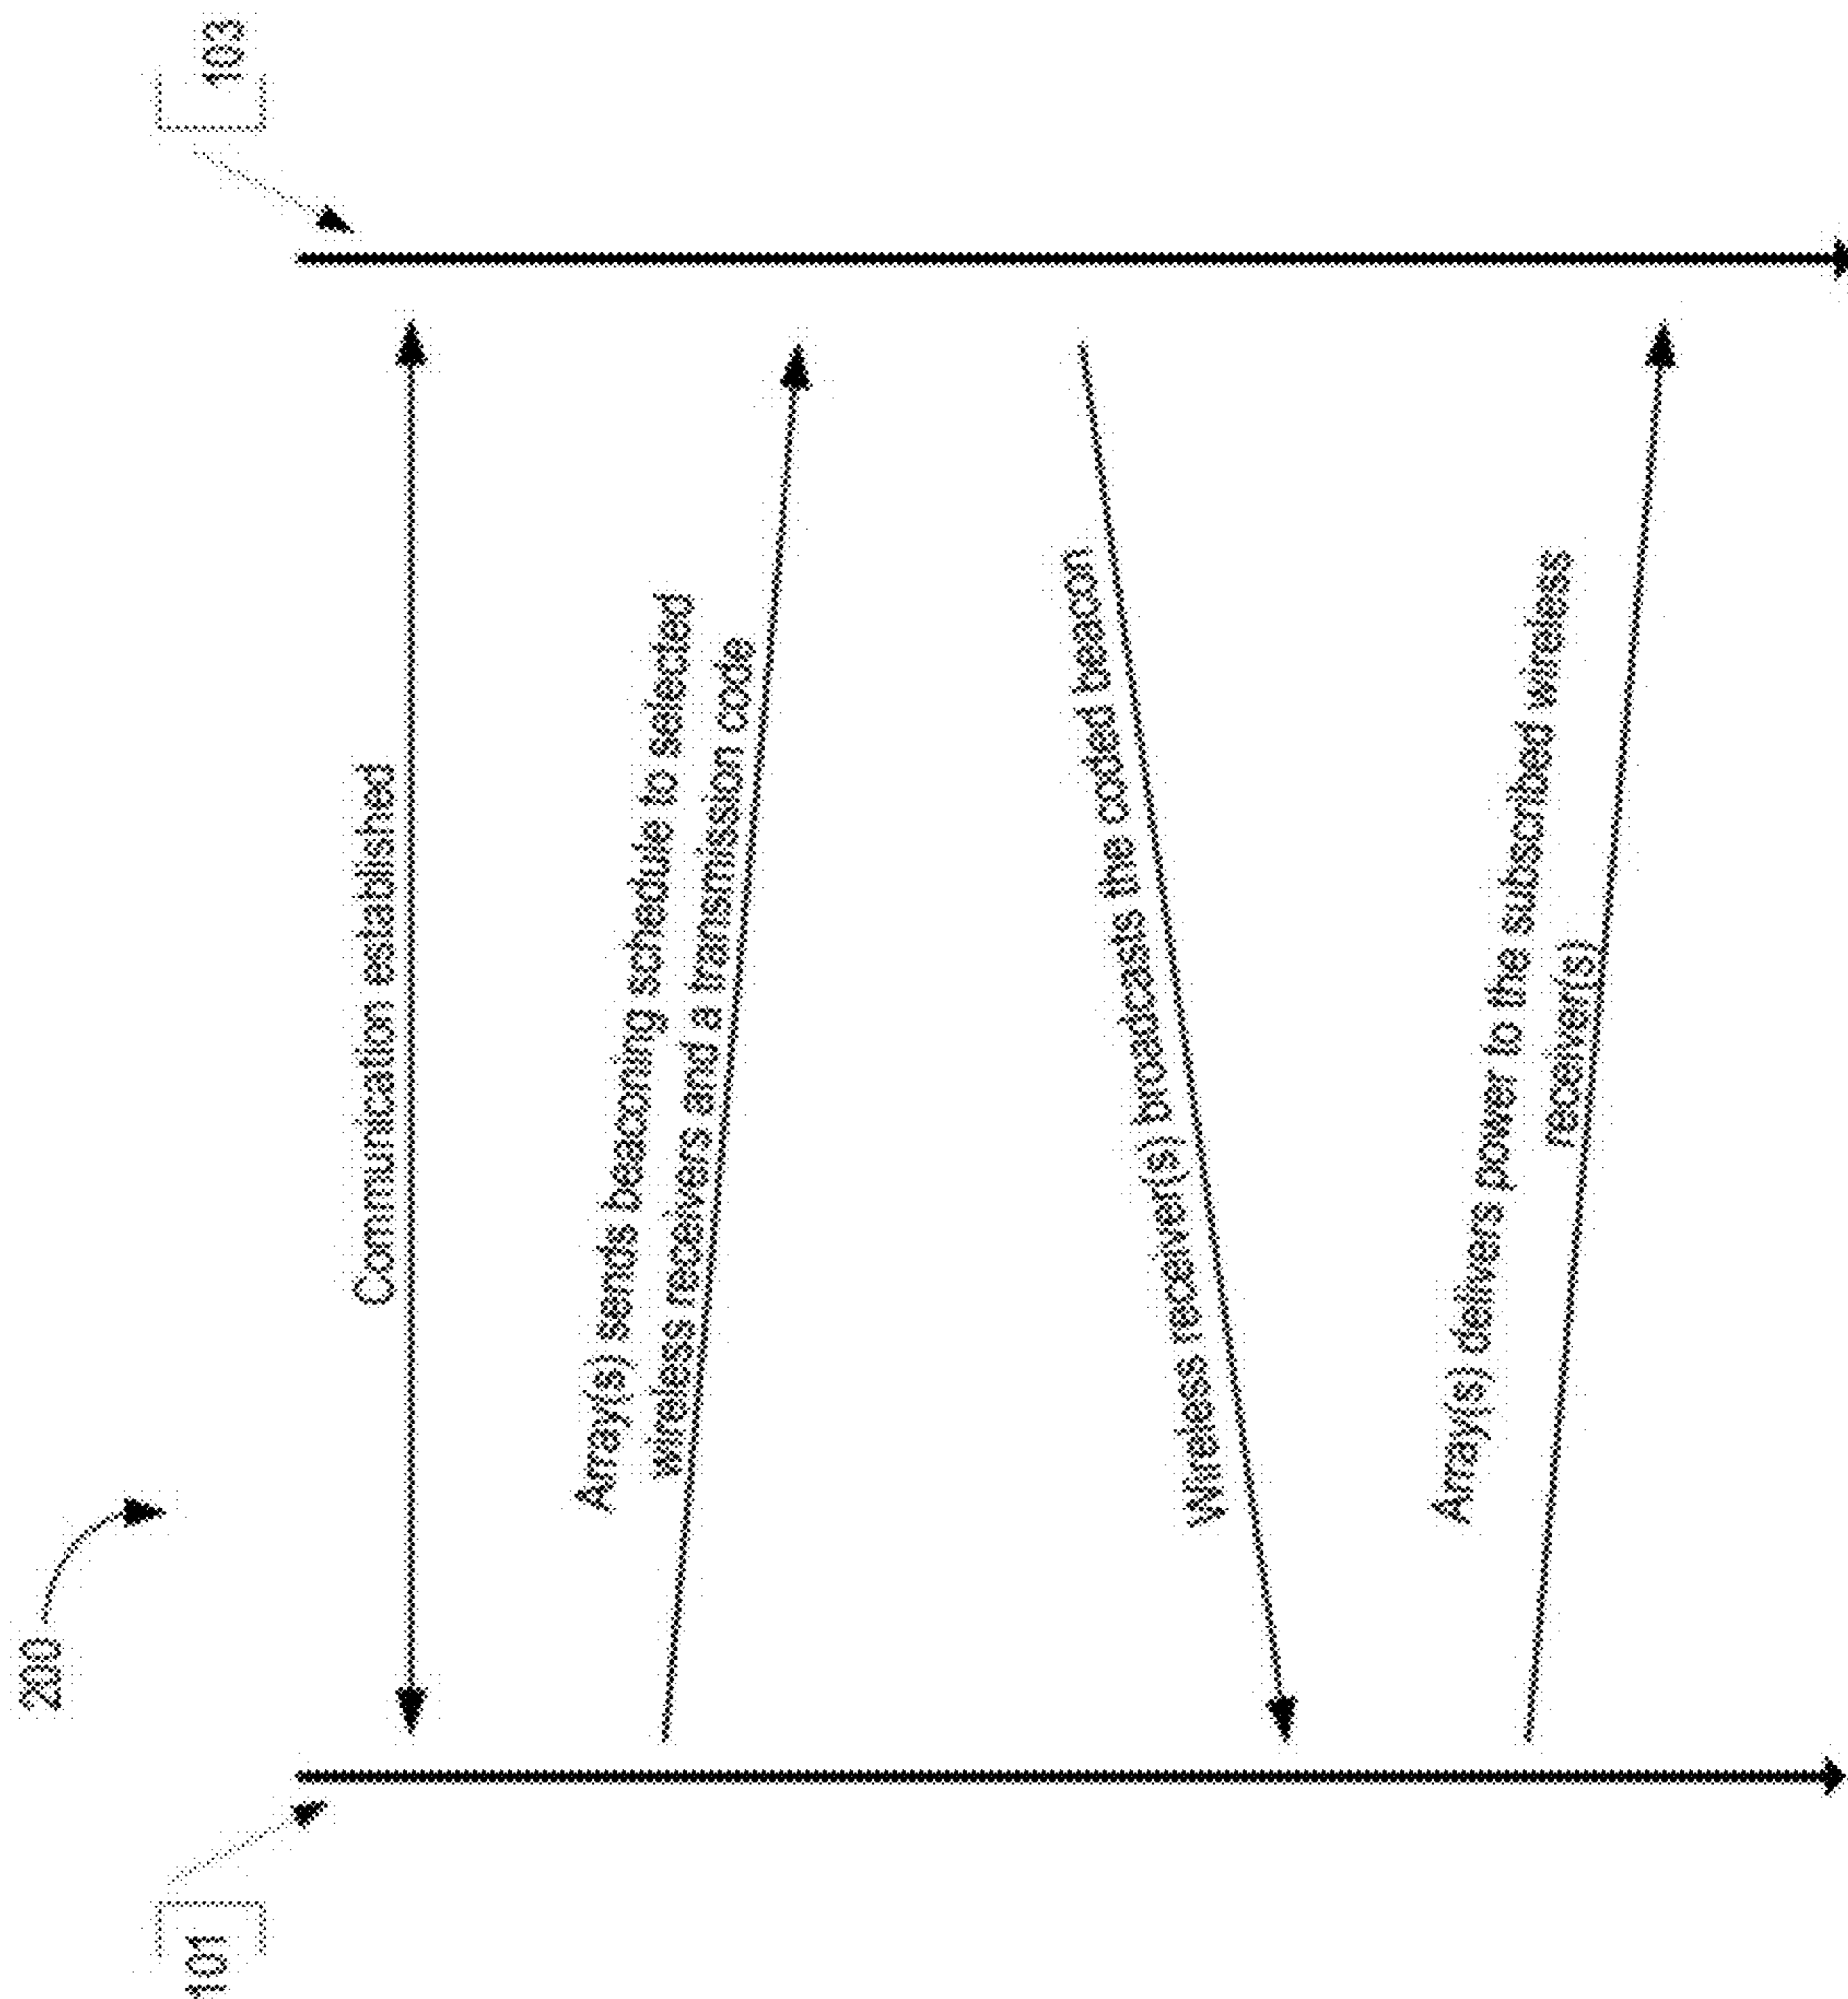 200
101
103
Communication established
Array(s) sends beaconing schedule to selected
wireless receivers and a transmission code
Wireless receiver(s) broadcasts the coded beacon
Array(s) delivers power to the subscribed wireless
receiver(s)